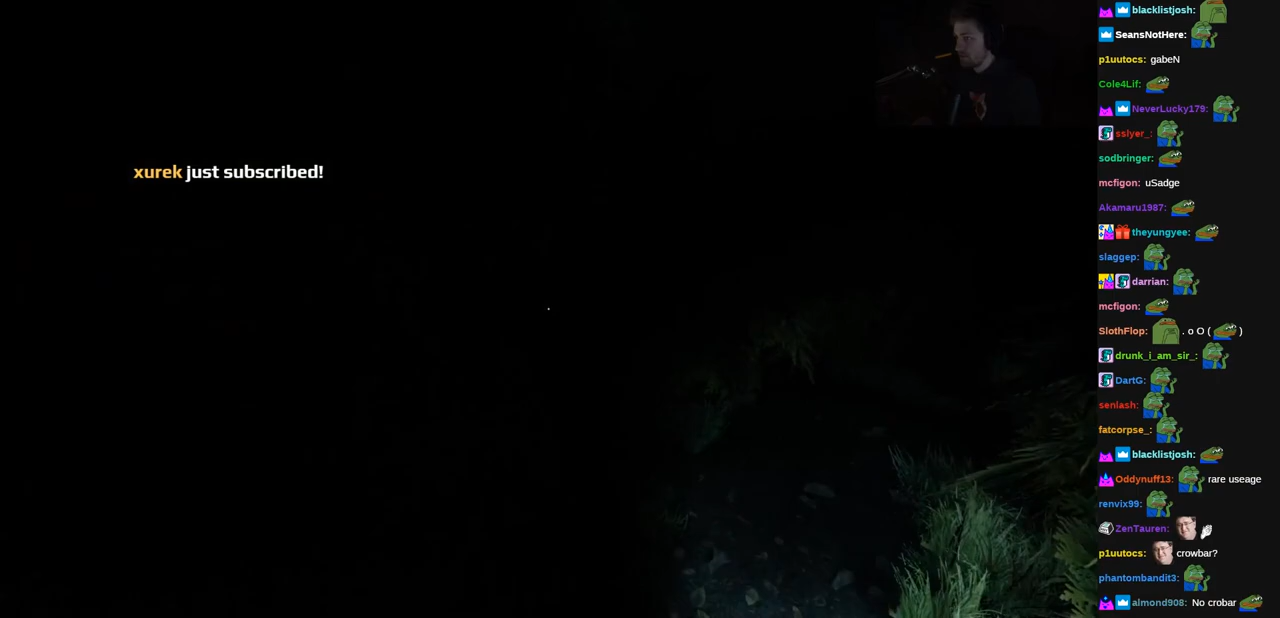 xurek just subscribed!
blacklistjosh:
SeansNotHere:
p1uutocs: gabeN
Cole4Lif:
NeverLucky179:
sslyer_:
sodbringer:
mcfigon: uSadge
Akamaru1987:
theyungyee:
slaggep:
darrian:
mcfigon:
SlothFlop: . o O ( )
drunk_i_am_sir_:
DartG:
senlash:
fatcorpse_:
blacklistjosh:
Oddynuff13: rare useage
renvix99:
ZenTauren:
p1uutocs: crowbar?
phantombandit3:
almond908: No crobar